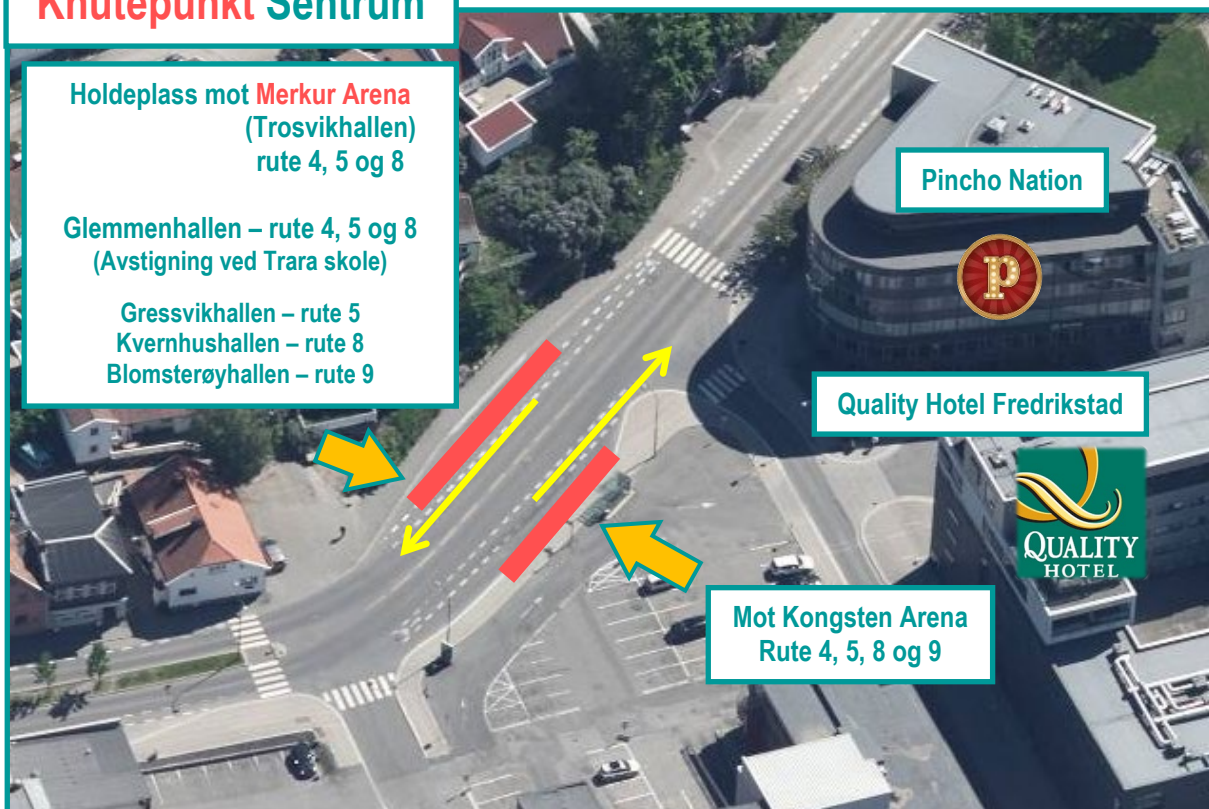 Knutepunkt Sentrum
Holdeplass mot Merkur Arena
(Trosvikhallen)
rute 4, 5 og 8
Glemmenhallen – rute 4, 5 og 8
(Avstigning ved Trara skole)
Gressvikhallen – rute 5
Kvernhushallen – rute 8
Blomsterøyhallen – rute 9
Pincho Nation
p
Quality Hotel Fredrikstad
QUALITY
HOTEL
Mot Kongsten Arena
Rute 4, 5, 8 og 9